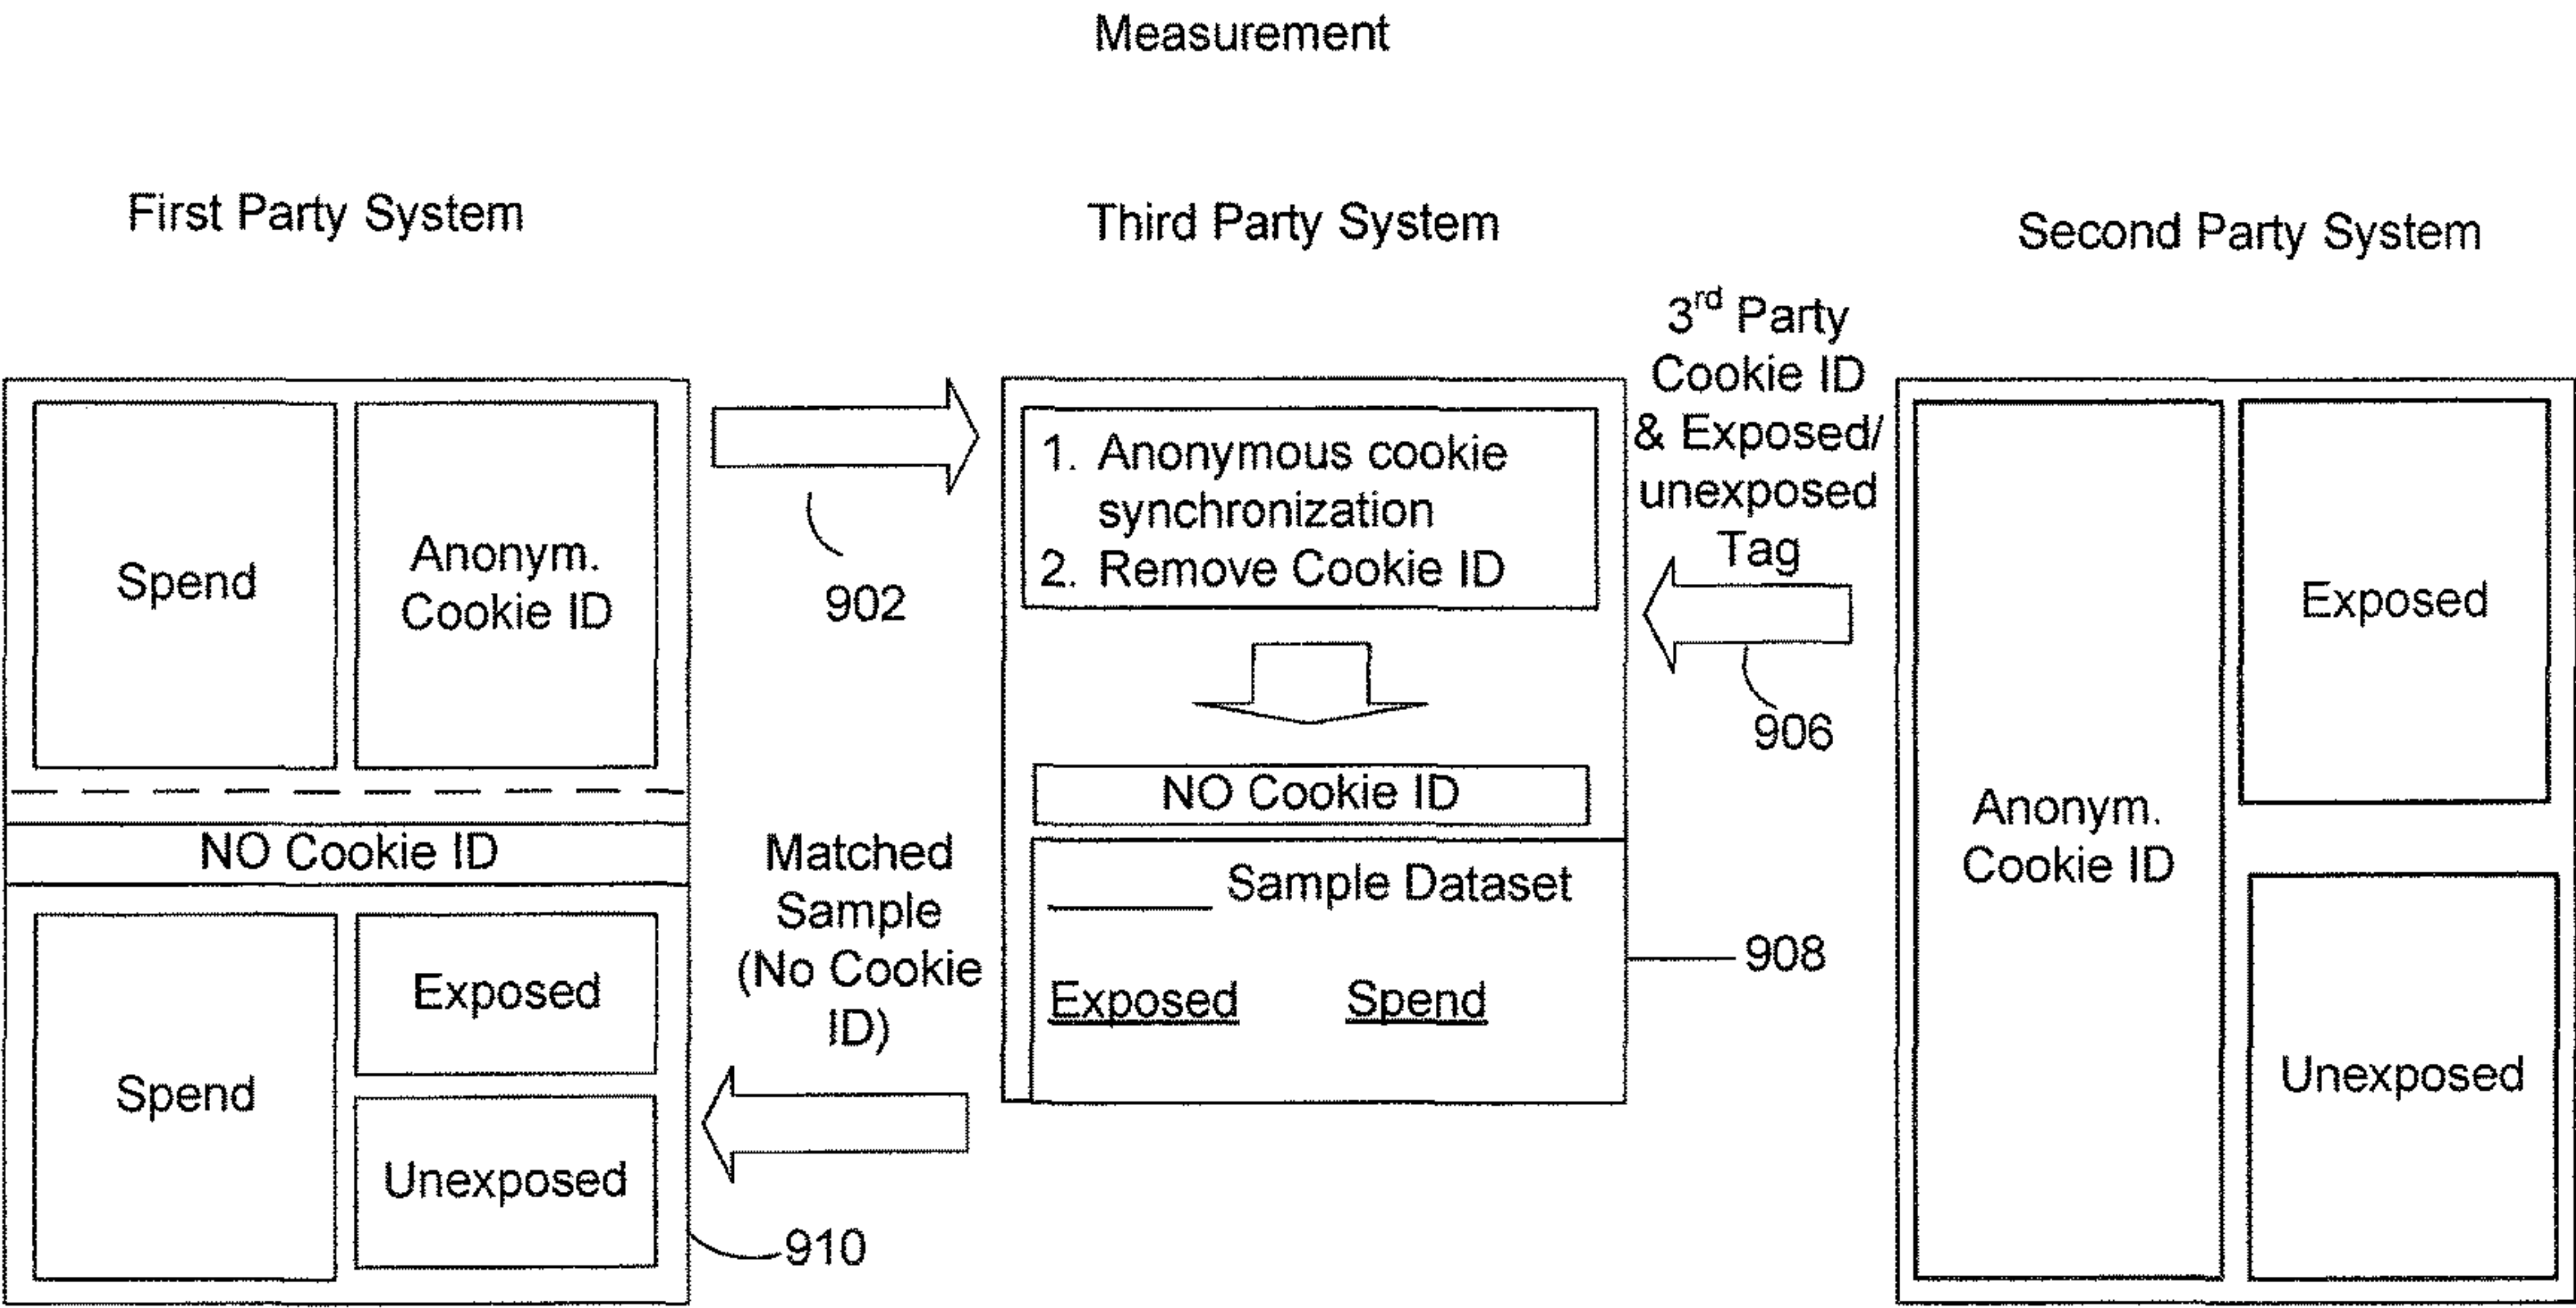 Measurement
First Party System
Third Party System
Second Party System
Spend
Anonym.
Cookie ID
NO Cookie ID
Spend
Exposed
Unexposed
910
902
Matched
Sample
(No Cookie
ID)
1. Anonymous cookie
synchronization
2. Remove Cookie ID
NO Cookie ID
Sample Dataset
Exposed Spend
908
3rd Party
Cookie ID
& Exposed/
unexposed
Tag
906
Anonym.
Cookie ID
Exposed
Unexposed